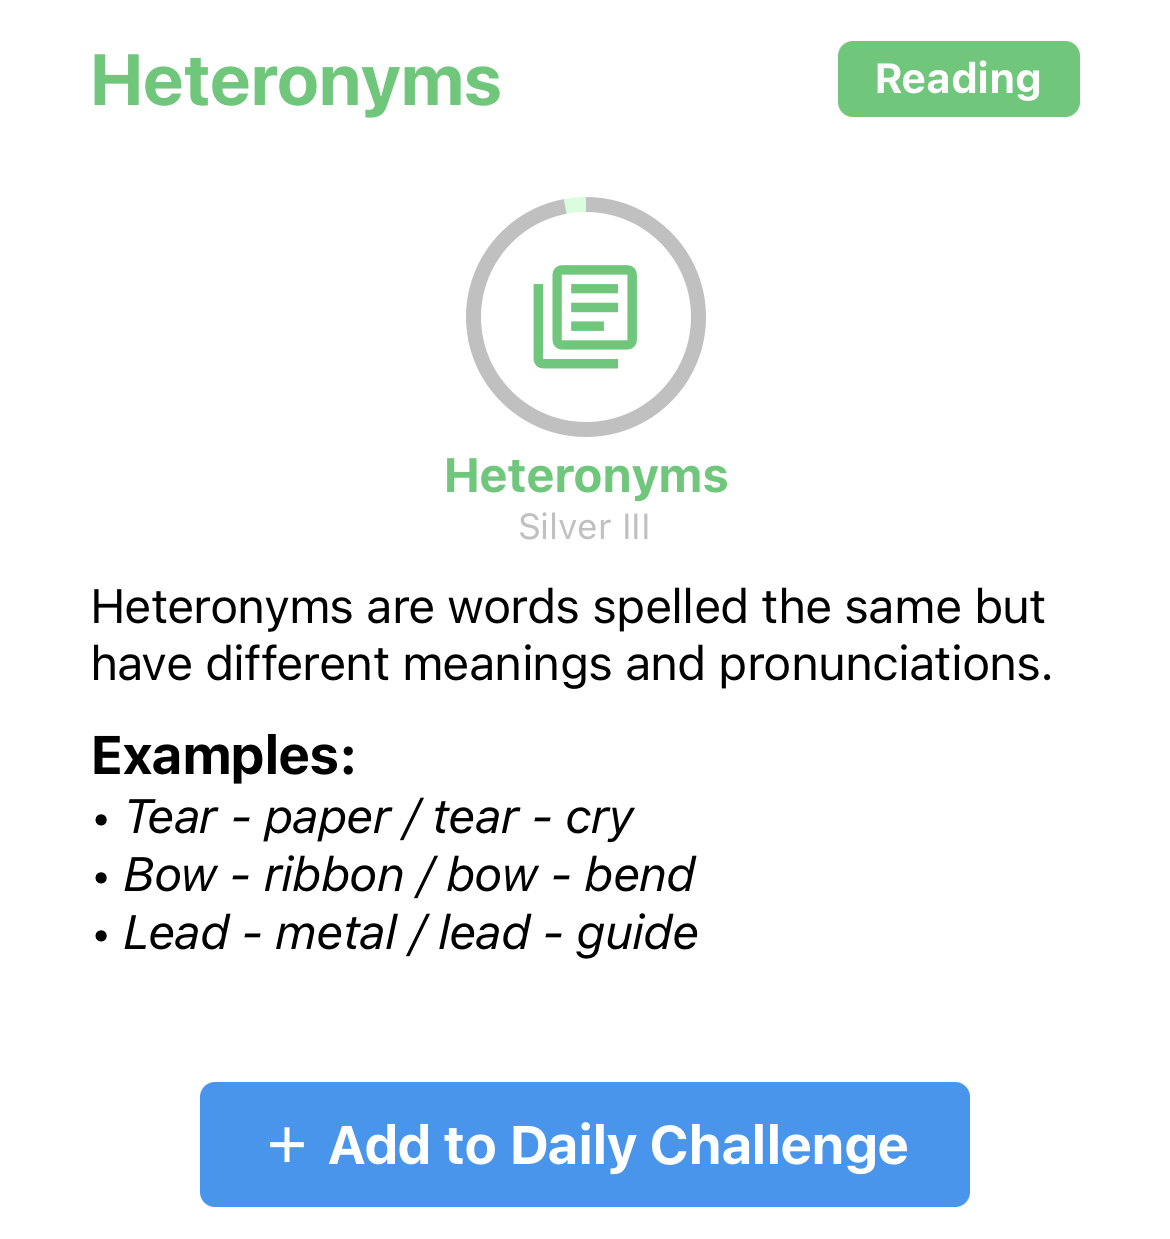 Heteronyms
Reading
Heteronyms
Silver III
Heteronyms are words spelled the same but
have different meanings and pronunciations.
Examples:
• Tear - paper / tear - cry
• Bow - ribbon / bow - bend
• Lead - metal / lead - guide
+ Add to Daily Challenge